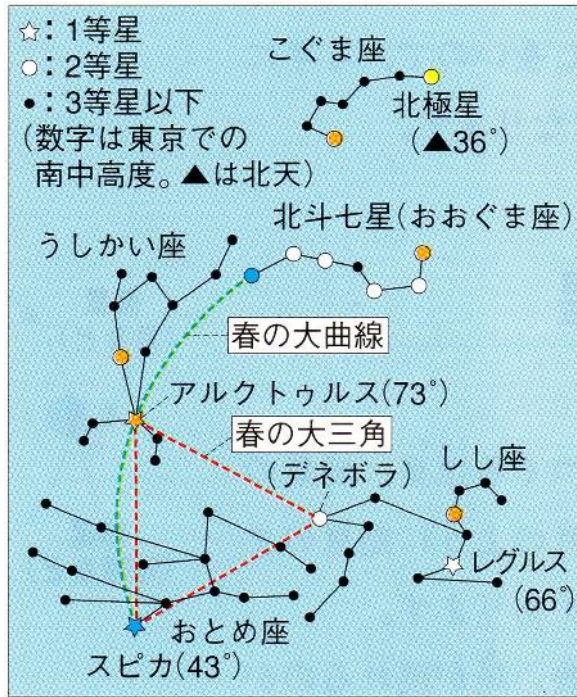 ☆：1等星
○：2等星
●：3等星以下
(数字は東京での
南中高度。▲は北天)
こぐま座
北極星
(▲36°)
北斗七星(おおぐま座)
うしかい座
春の大曲線
アルクトゥルス(73°)
春の大三角
(デネボラ)
しし座
レグルス
(66°)
おとめ座
スピカ(43°)